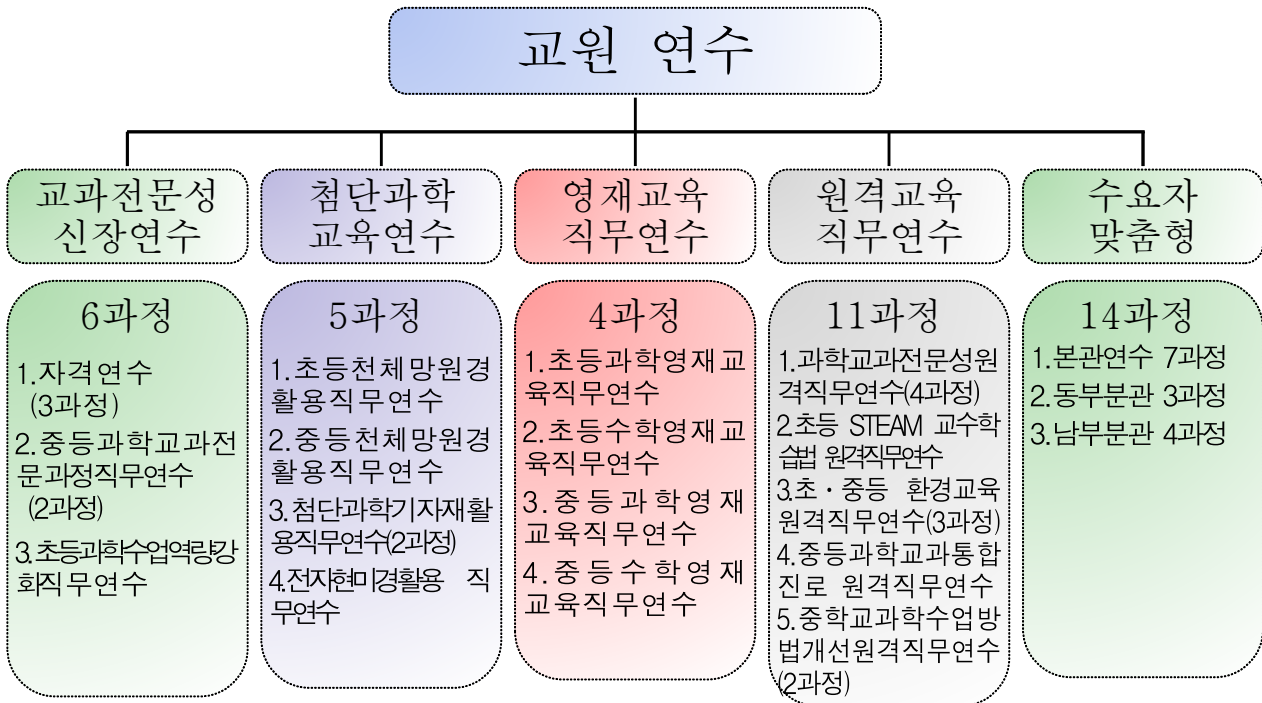 교원 연수
교과전문성
신장연수
첨단과학
교육연수
영재교육
직무연수
원격교육
직무연수
수요자
맞춤형
6과정
1.자격연수
(3과정)
2.중등과학교과전
문과정직무연수
(2과정)
3.초등과학수업역량강
화직무연수
5과정
1.초등천체망원경
활용직무연수
2.중등천체망원경
활용직무연수
3.첨단과학기자재활
용직무연수(2과정)
4.전자현미경활용 직
무연수
4과정
1.초등과학영재교
육직무연수
2.초등수학영재교
육직무연수
3.중등과학영재
교육직무연수
4.중등수학영재
교육직무연수
11과정
1.과학교과전문성원
격직무연수(4과정)
2.초등 STEAM 교수학
습법 원격직무연수
3.초·중등 환경교육
원격직무연수(3과정)
4.중등과학교과통합
진로 원격직무연수
5.중학교과학수업방
법개선원격직무연수
(2과정)
14과정
1.본관연수 7과정
2.동부분관 3과정
3.남부분관 4과정